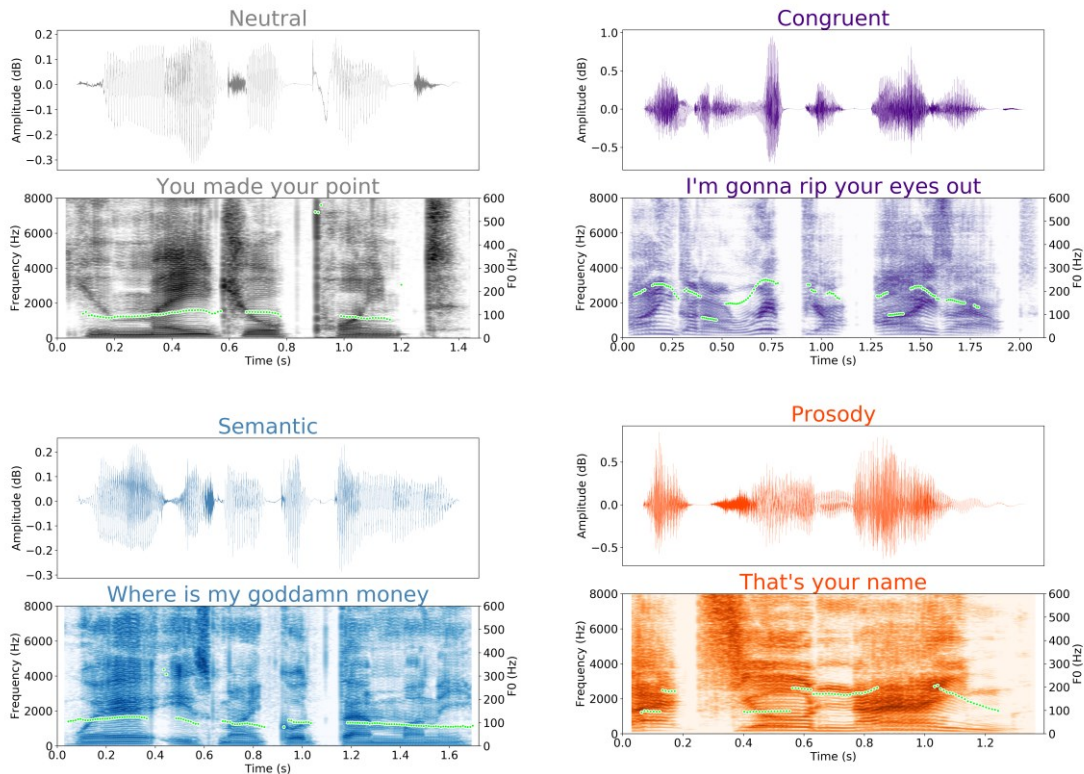 Neutral
0.2
0.1
0.0
−0.1
−0.2
−0.3
Amplitude (dB)
You made your point
8000
6000
4000
2000
0
Frequency (Hz)
600
500
400
300
200
100
0
F0 (Hz)
0.0 0.2 0.4 0.6 0.8 1.0 1.2 1.4
Time (s)
Congruent
1.0
0.5
0.0
−0.5
Amplitude (dB)
I'm gonna rip your eyes out
8000
6000
4000
2000
0
Frequency (Hz)
600
500
400
300
200
100
0
F0 (Hz)
0.00 0.25 0.50 0.75 1.00 1.25 1.50 1.75 2.00
Time (s)
Semantic
0.2
0.1
0.0
−0.1
−0.2
−0.3
Amplitude (dB)
Where is my goddamn money
8000
6000
4000
2000
0
Frequency (Hz)
600
500
400
300
200
100
0
F0 (Hz)
0.0 0.2 0.4 0.6 0.8 1.0 1.2 1.4 1.6
Time (s)
Prosody
0.5
0.0
−0.5
Amplitude (dB)
That's your name
8000
6000
4000
2000
0
Frequency (Hz)
600
500
400
300
200
100
0
F0 (Hz)
0.0 0.2 0.4 0.6 0.8 1.0 1.2
Time (s)